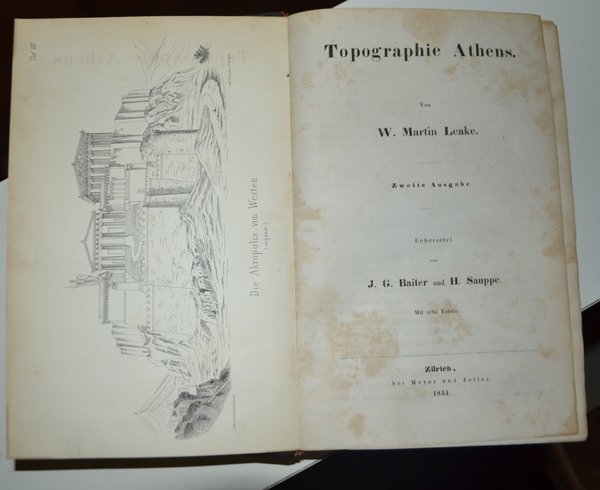 Die Akropolis von Westen.
Topographie Athens.
Von
W. Martin Leake.
Zweite Ausgabe
Uebersetzt
von
J. G. Baiter und H. Sauppe.
Mit acht Tafeln.
Zürich,
bei Meyer und Zeller.
1844.